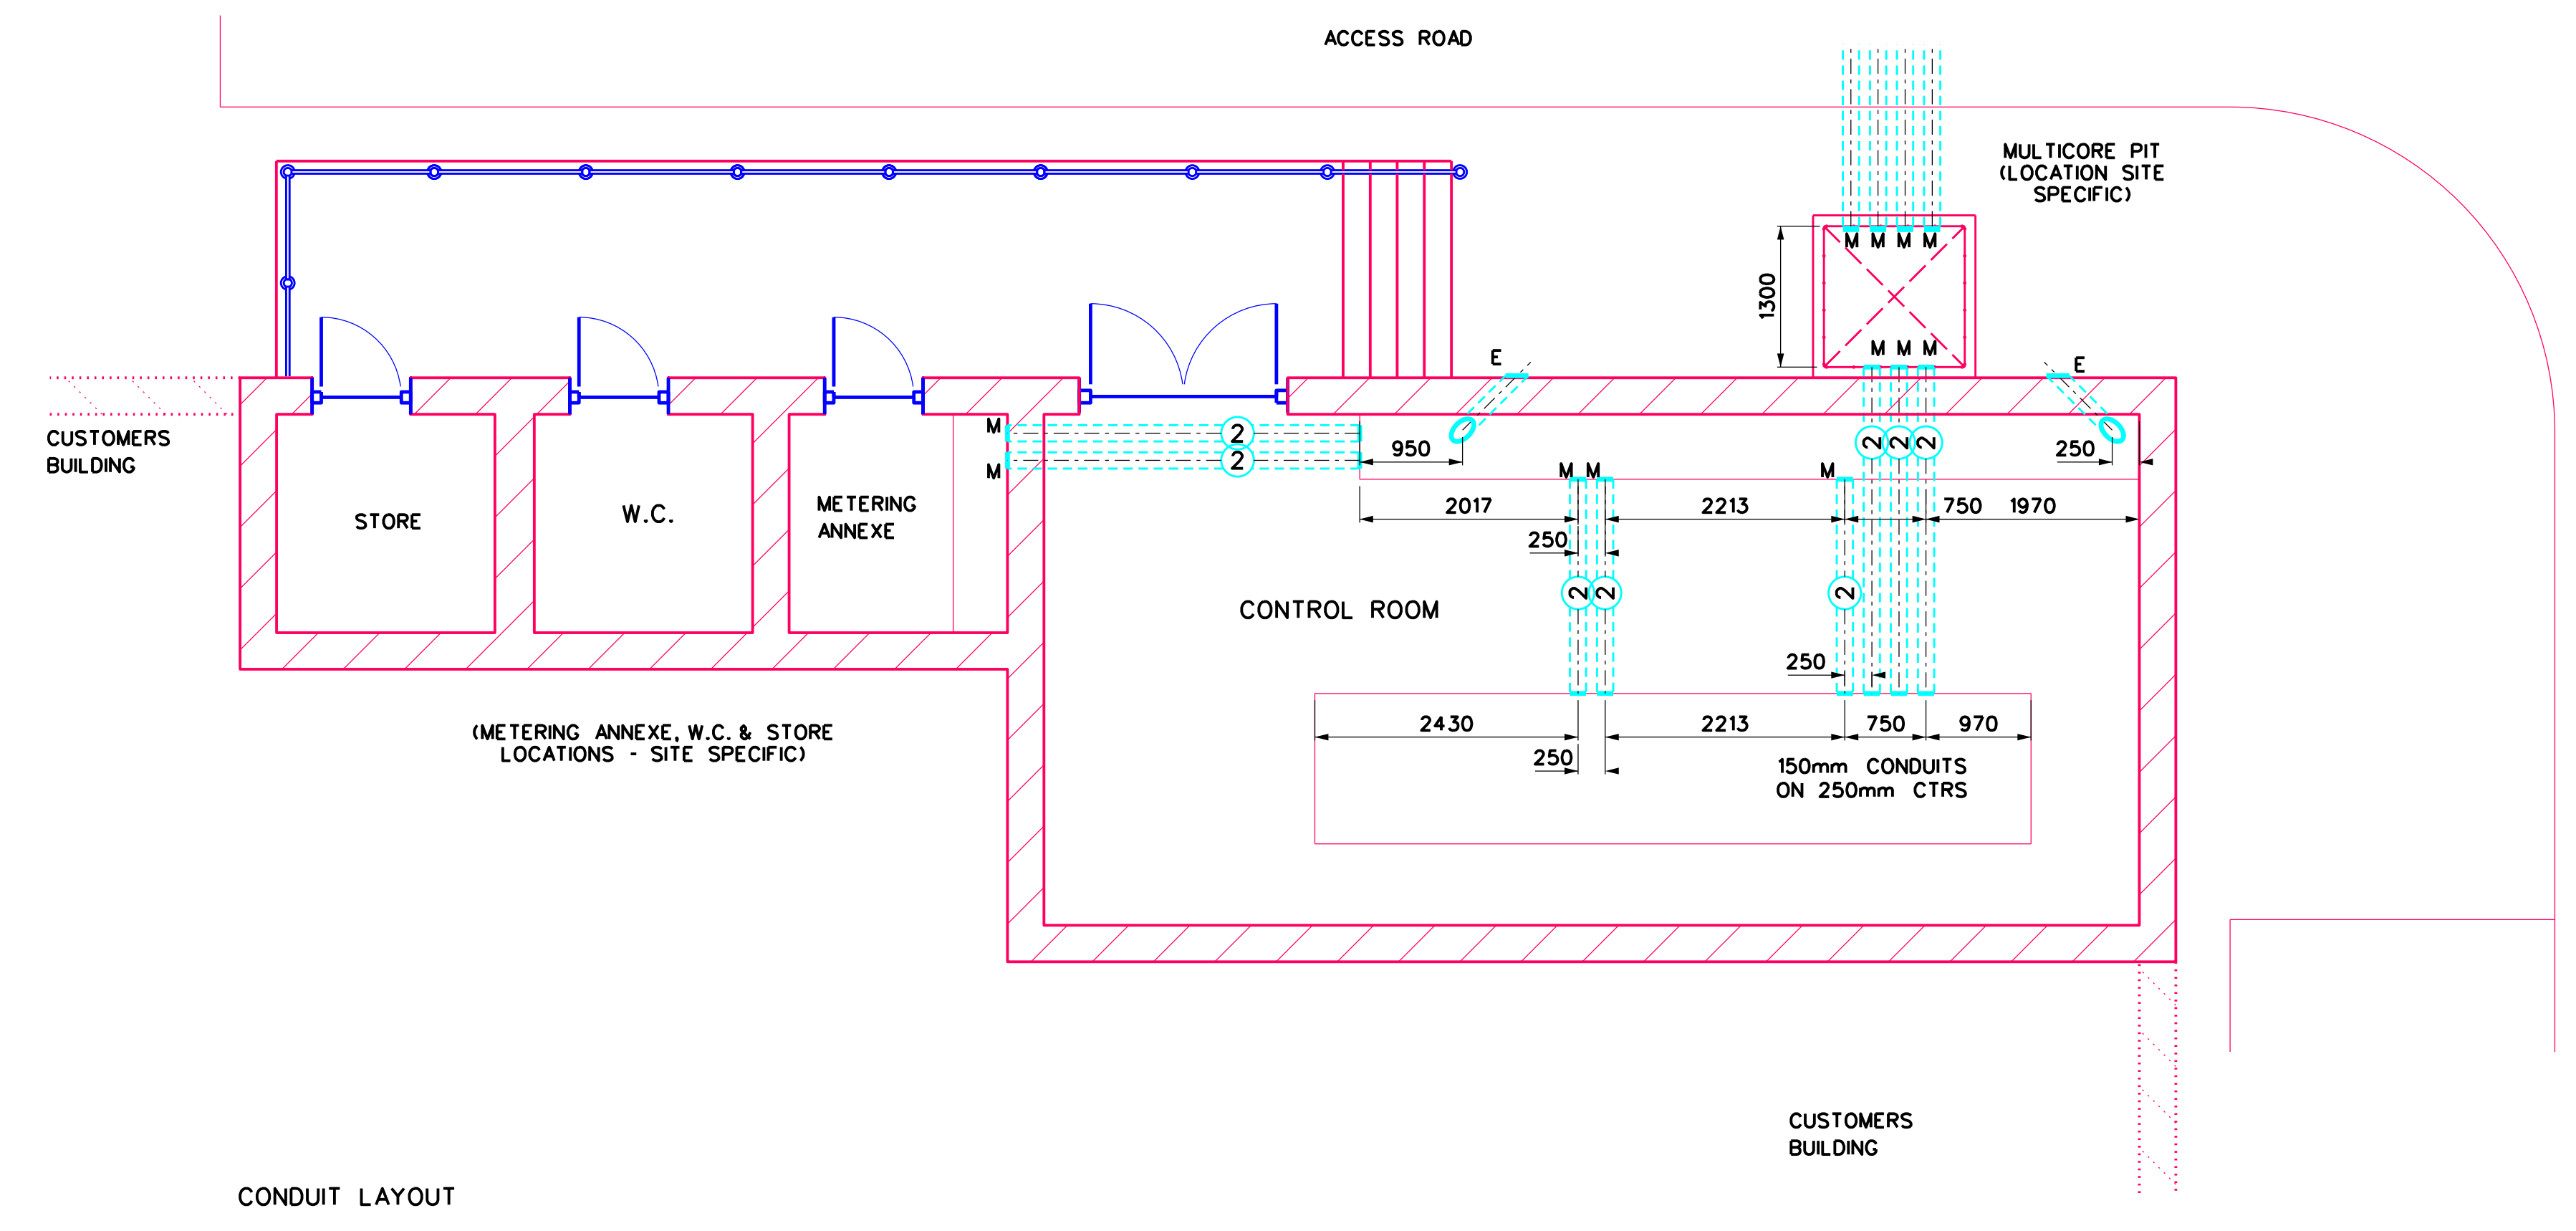 ACCESS ROAD
MULTICORE PIT
(LOCATION SITE
SPECIFIC)
M M M M
1300
M M M
E
E
CUSTOMERS
BUILDING
M
2
2
M
950
2
2
2
250
M M
M
2017
2213
750
1970
250
STORE
W.C.
METERING
ANNEXE
CONTROL ROOM
2
2
2
250
(METERING ANNEXE, W.C. & STORE
LOCATIONS - SITE SPECIFIC)
2430
2213
750
970
250
150mm CONDUITS
ON 250mm CTRS
CUSTOMERS
BUILDING
CONDUIT LAYOUT